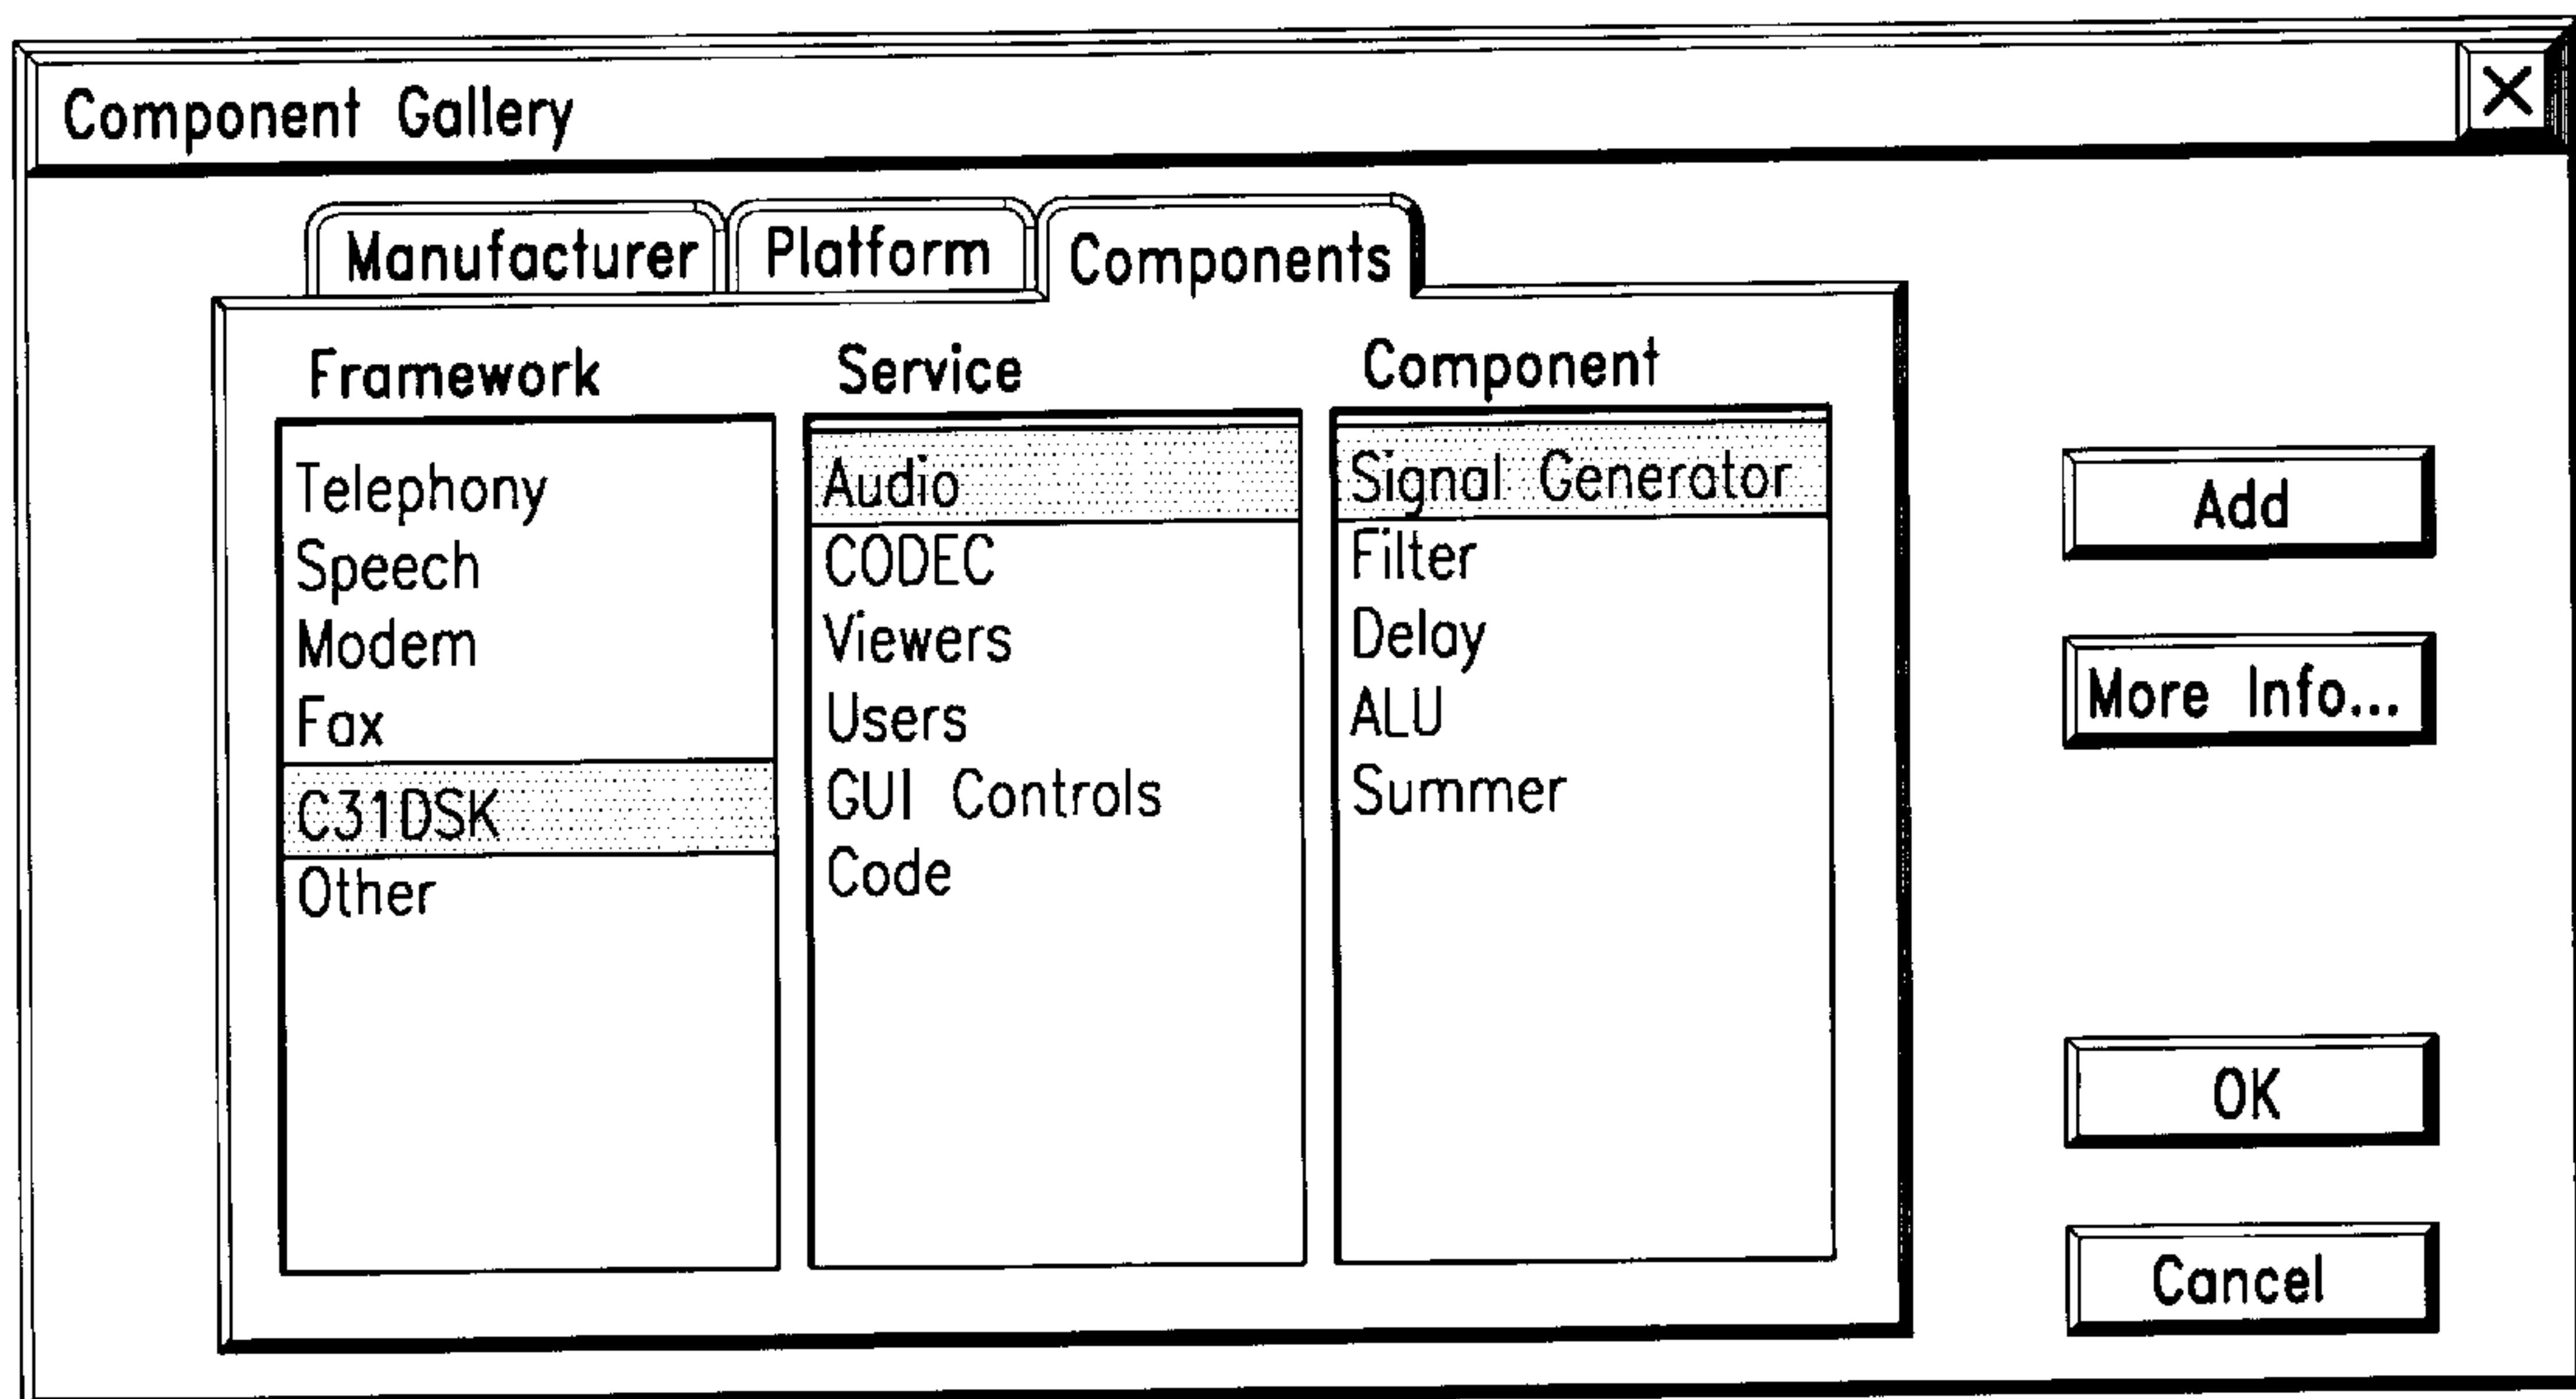 Component Gallery
Manufacturer Platform Components
Framework Service Component
Telephony
Speech
Modem
Fax
C31DSK
Other
Audio
CODEC
Viewers
Users
GUI Controls
Code
Signal Generator
Filter
Delay
ALU
Summer
Add
More Info...
OK
Cancel